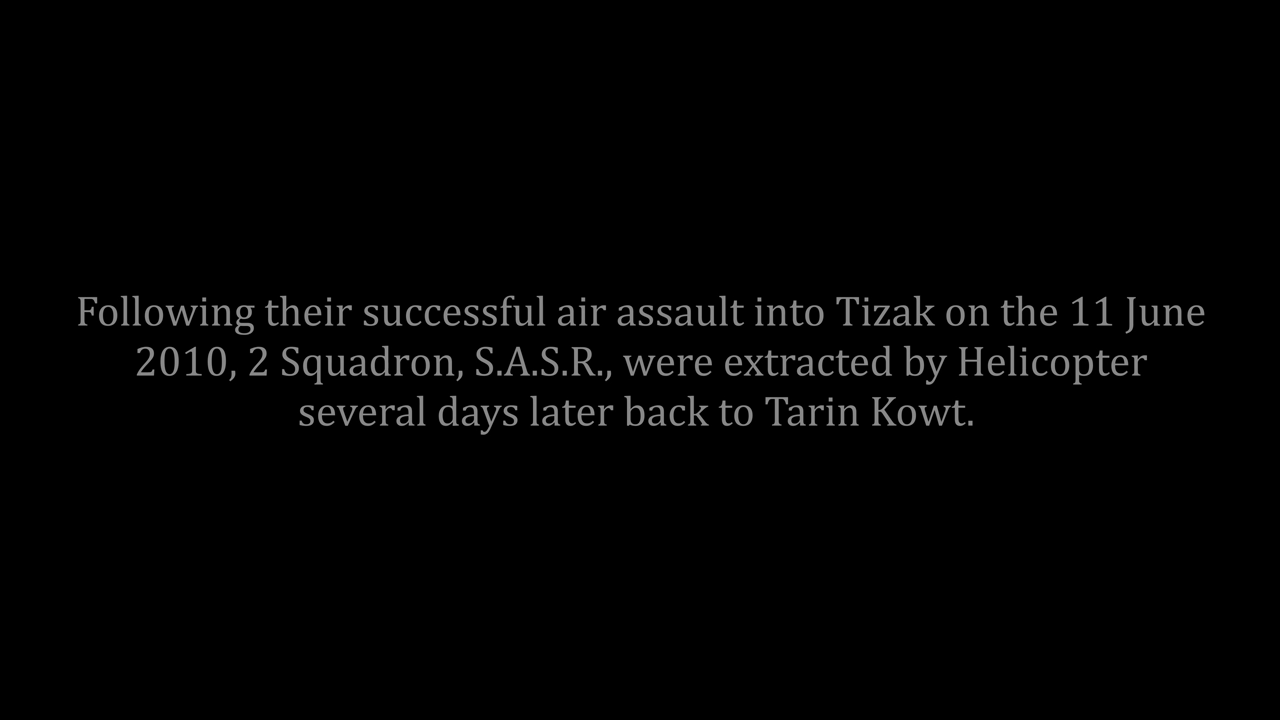 Following their successful air assault into Tizak on the 11 June
2010, 2 Squadron, S.A.S.R., were extracted by Helicopter
several days later back to Tarin Kowt.